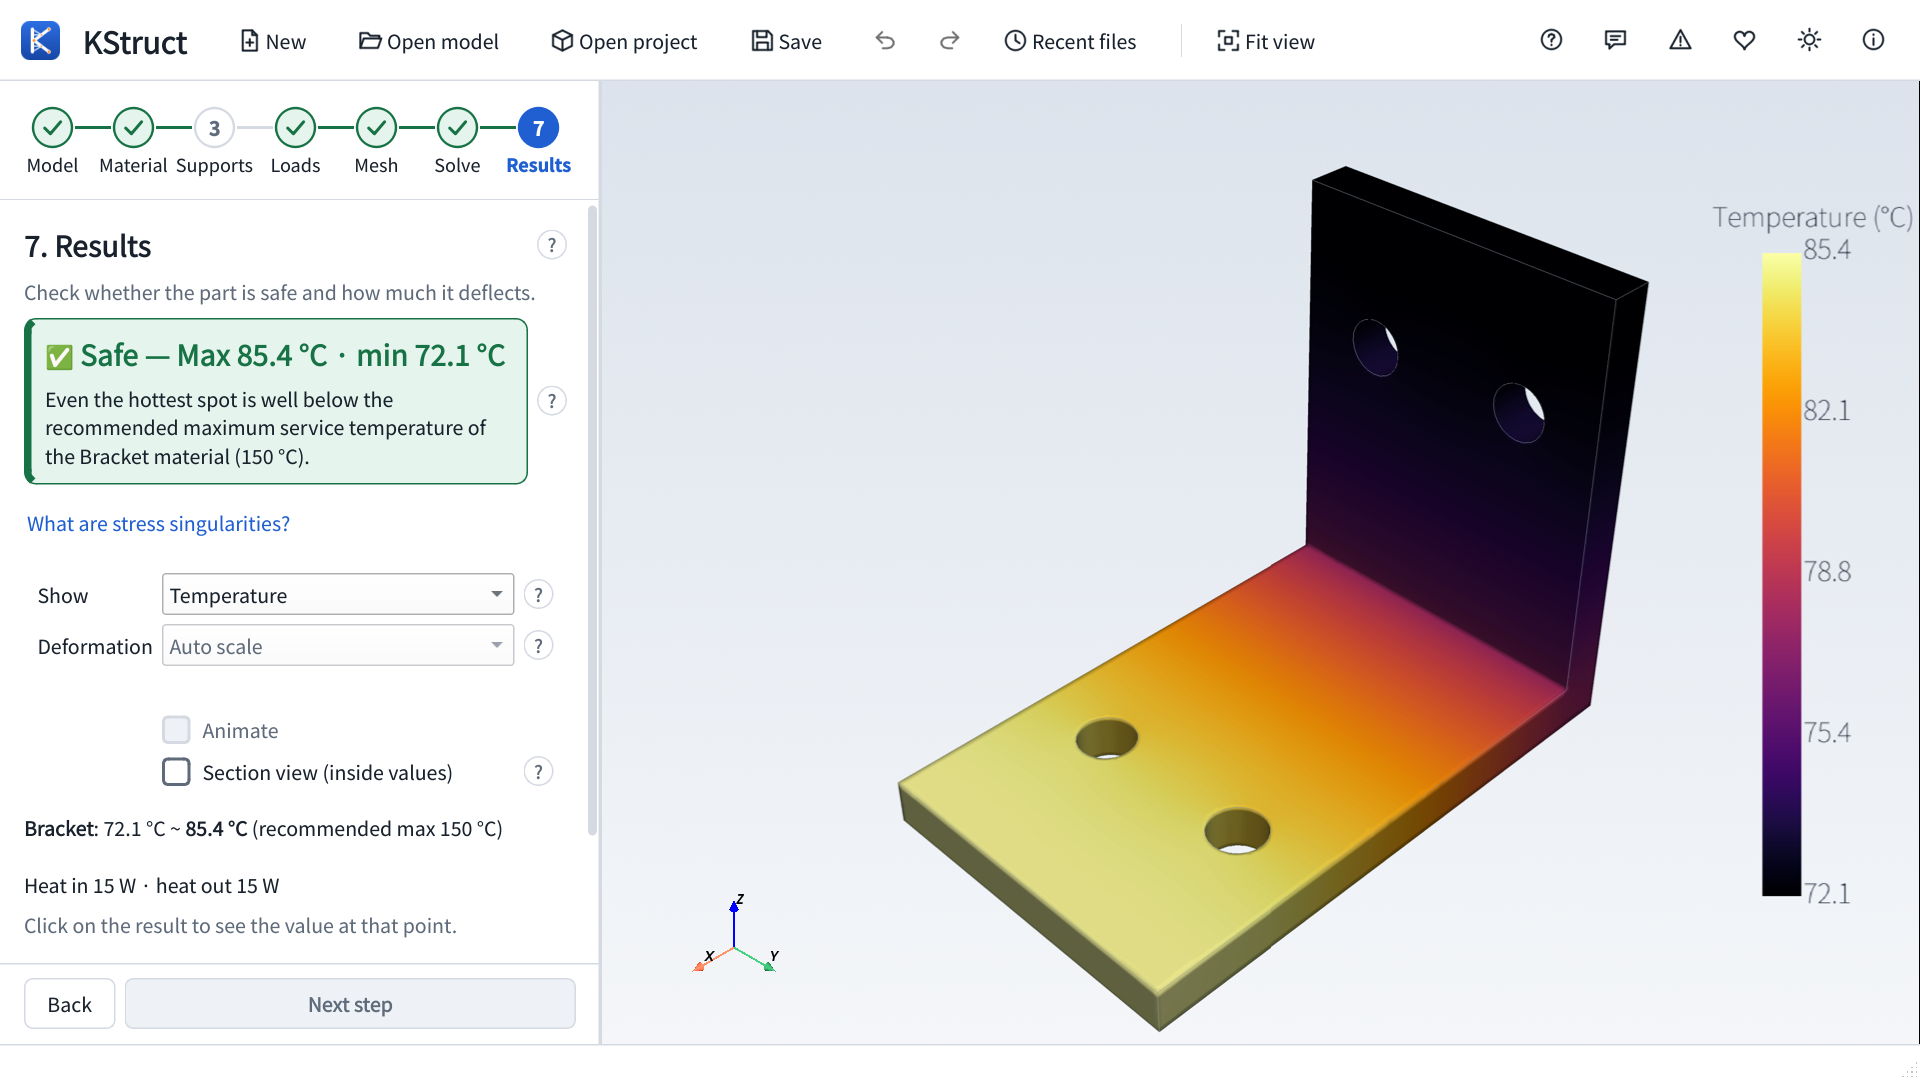 KStruct
New
Open model
Open project
Save
Recent files
Fit view
3
7
Model
Material
Supports
Loads
Mesh
Solve
Results
7. Results
?
Check whether the part is safe and how much it deflects.
✅ Safe — Max 85.4 °C · min 72.1 °C
Even the hottest spot is well below the
recommended maximum service temperature of
the Bracket material (150 °C).
?
What are stress singularities?
Show
Temperature
?
Deformation
Auto scale
?
Animate
Section view (inside values)
?
Bracket: 72.1 °C ~ 85.4 °C (recommended max 150 °C)
Heat in 15 W · heat out 15 W
Click on the result to see the value at that point.
Back
Next step
Temperature (°C)
85.4
82.1
78.8
75.4
72.1
Z
X
Y